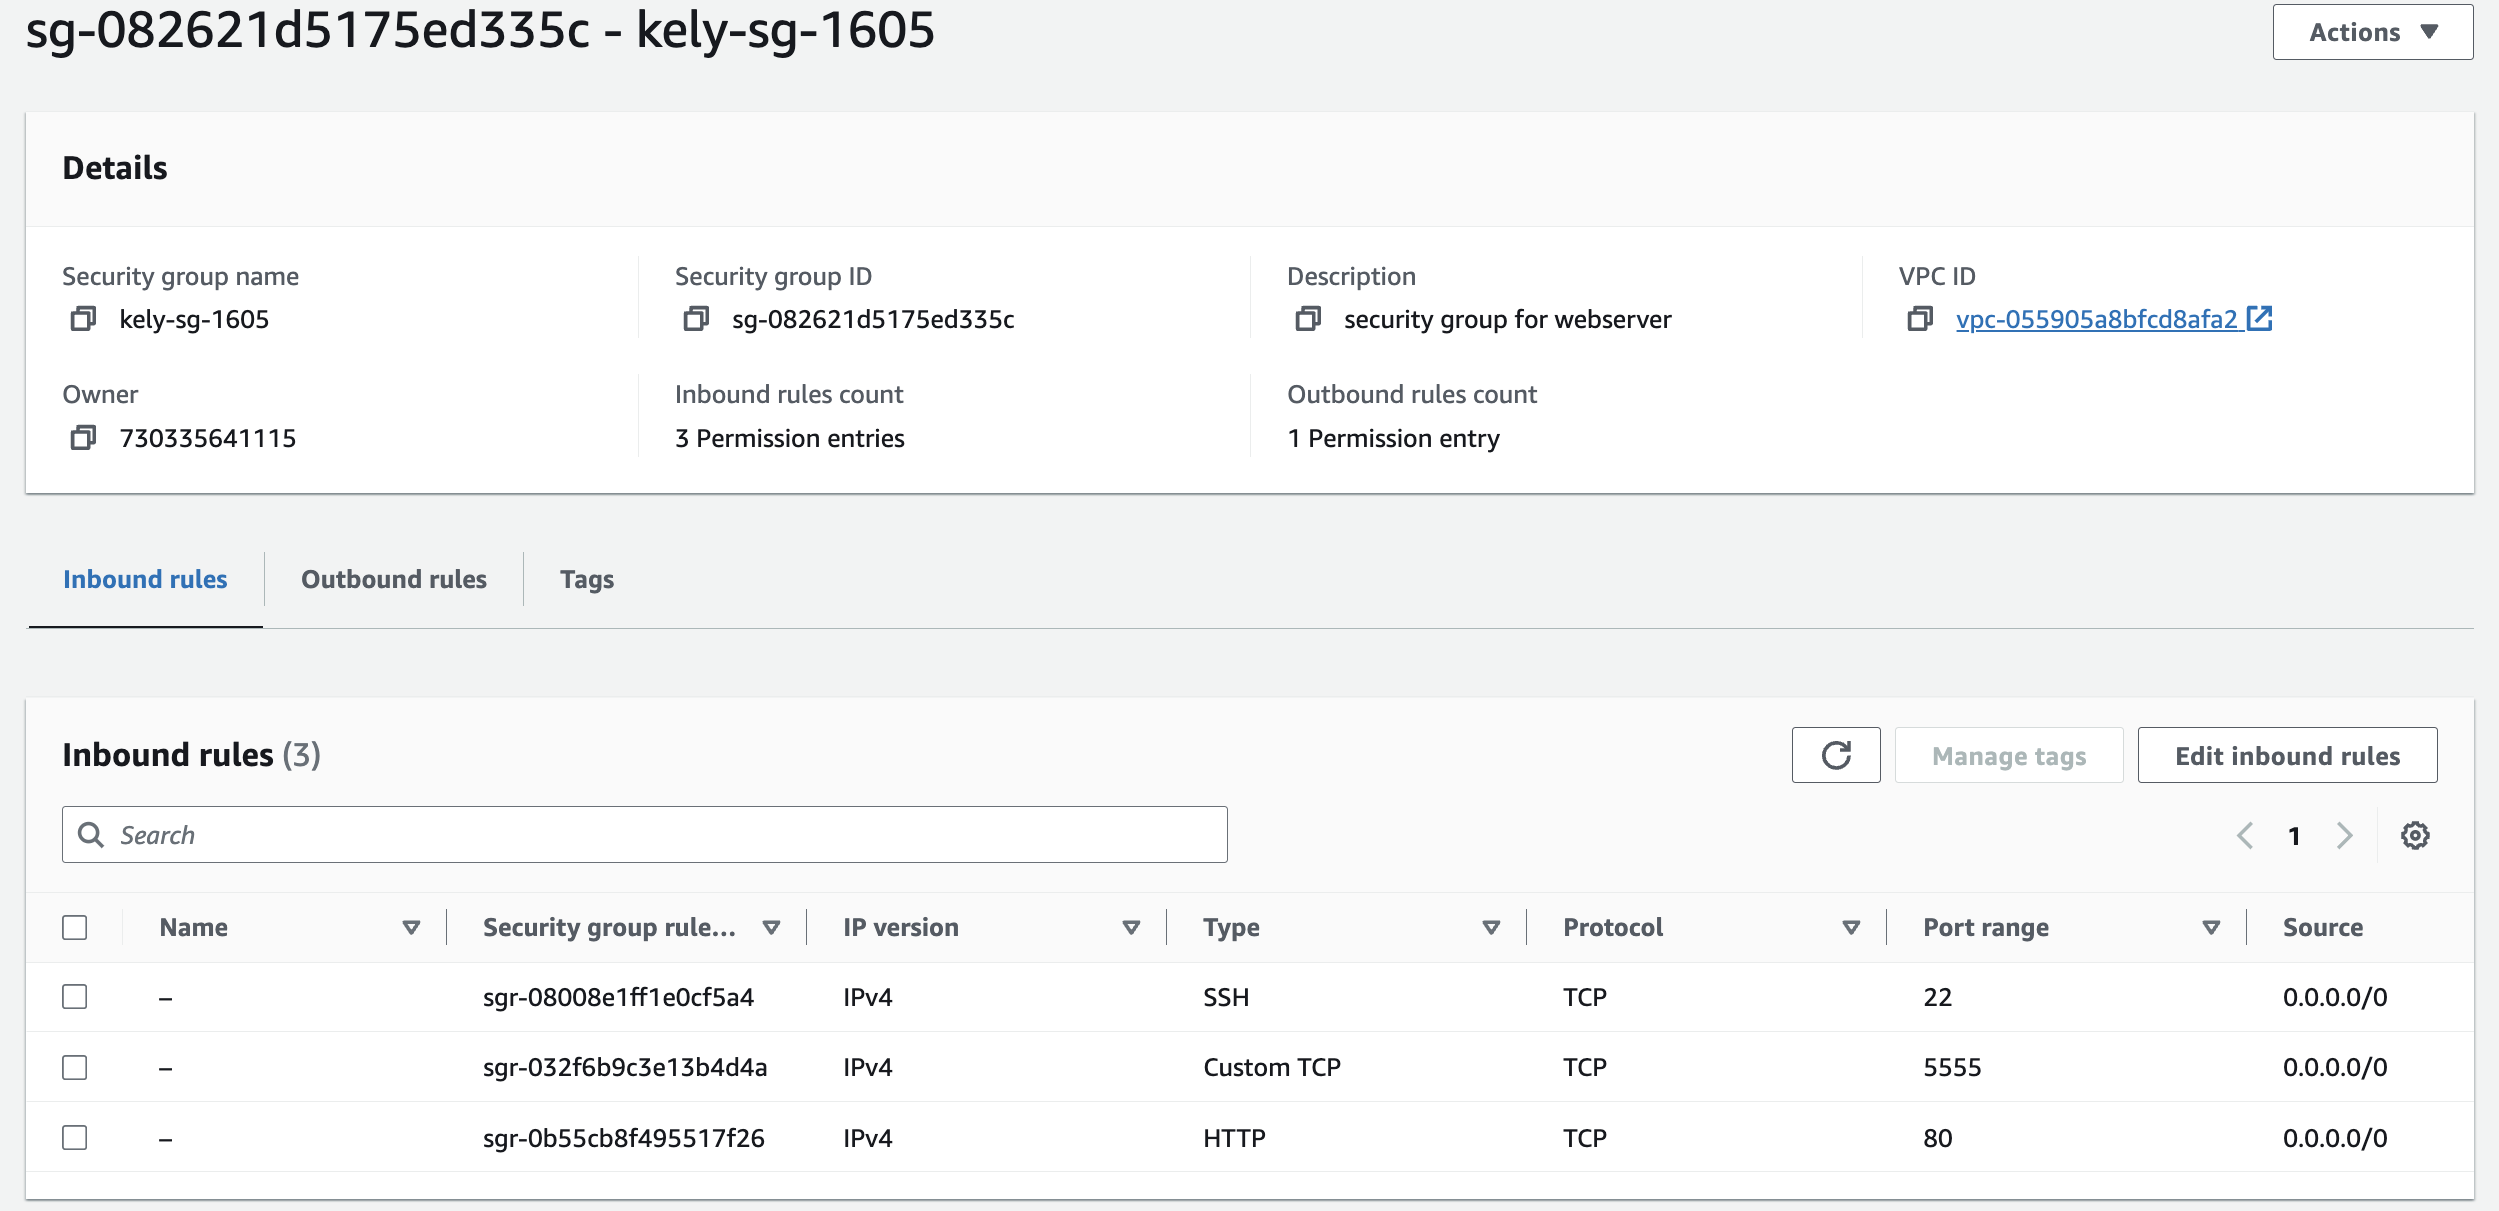 sg-082621d5175ed335c - kely-sg-1605
Actions
Details
Security group name
kely-sg-1605
Security group ID
sg-082621d5175ed335c
Description
security group for webserver
VPC ID
vpc-055905a8bfcd8afa2
Owner
730335641115
Inbound rules count
3 Permission entries
Outbound rules count
1 Permission entry
Inbound rules Outbound rules Tags
Inbound rules (3)
Manage tags Edit inbound rules
Search
1
Name Security group rule... IP version Type Protocol Port range Source
– sgr-08008e1ff1e0cf5a4 IPv4 SSH TCP 22 0.0.0.0/0
– sgr-032f6b9c3e13b4d4a IPv4 Custom TCP TCP 5555 0.0.0.0/0
– sgr-0b55cb8f495517f26 IPv4 HTTP TCP 80 0.0.0.0/0